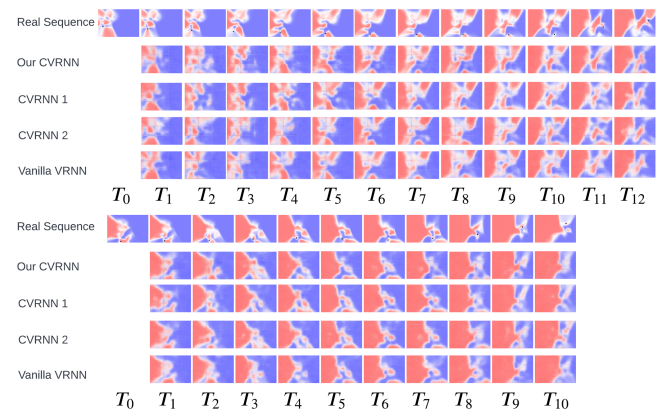 Real Sequence
Our CVRNN
CVRNN 1
CVRNN 2
Vanilla VRNN
T0 T1 T2 T3 T4 T5 T6 T7 T8 T9 T10 T11 T12
Real Sequence
Our CVRNN
CVRNN 1
CVRNN 2
Vanilla VRNN
T0 T1 T2 T3 T4 T5 T6 T7 T8 T9 T10